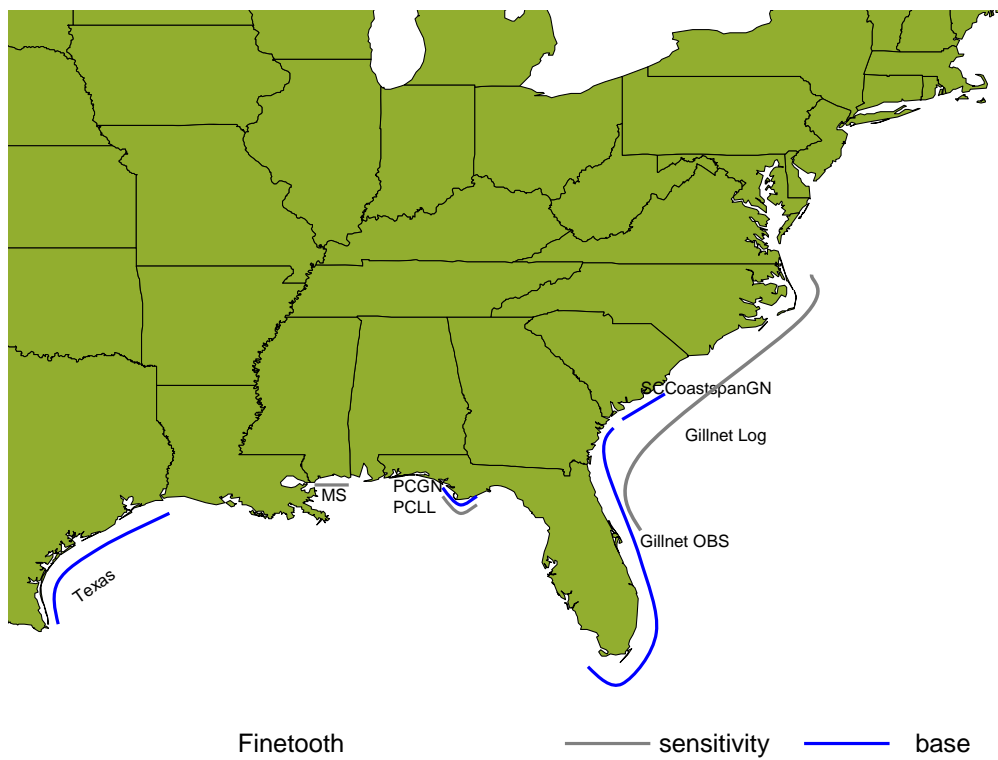 SCCoastspanGN
Gillnet Log
PCGN
MS
PCLL
Gillnet OBS
Texas
Finetooth
sensitivity
base